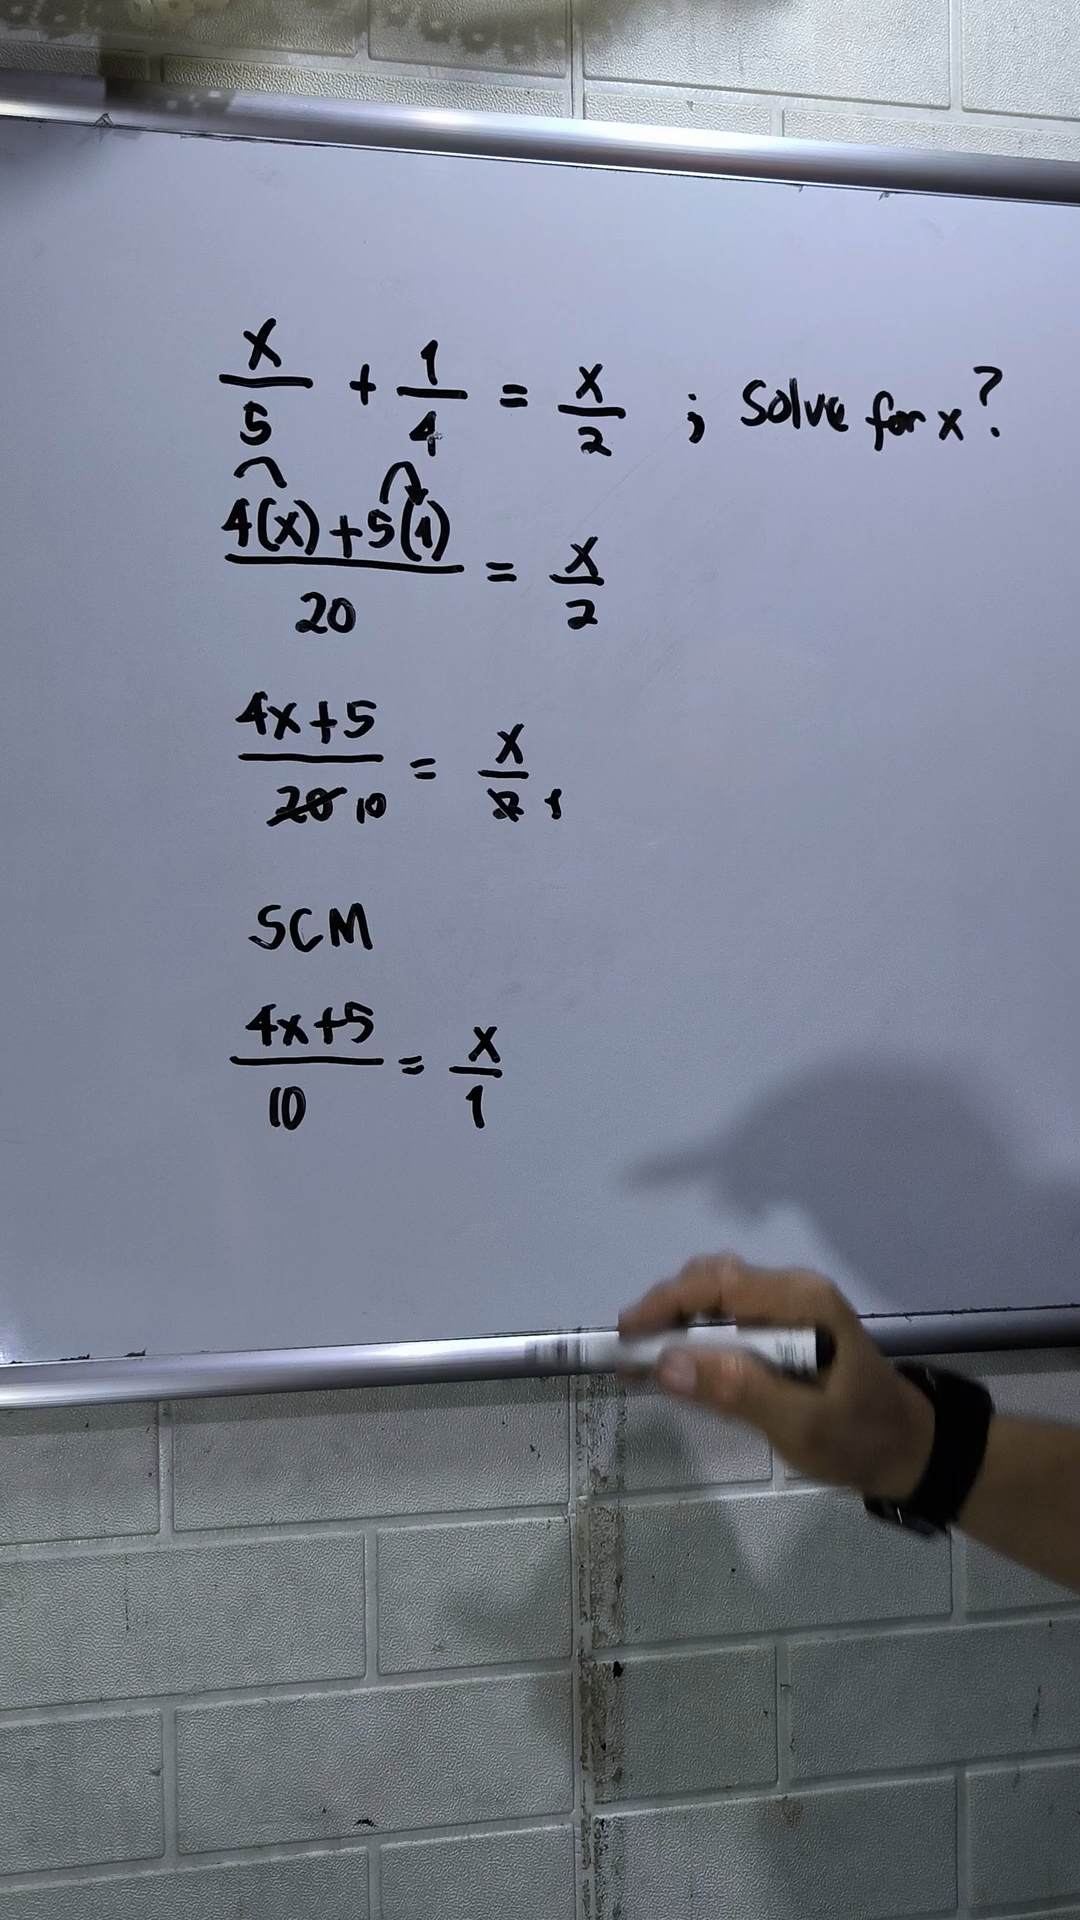 x/5 + 1/4 = x/2 ; Solve for x?
4(x) + 5(1)/20 = x/2
4x+5/20 10 = x/2 1
SCM
4x+5/10 = x/1